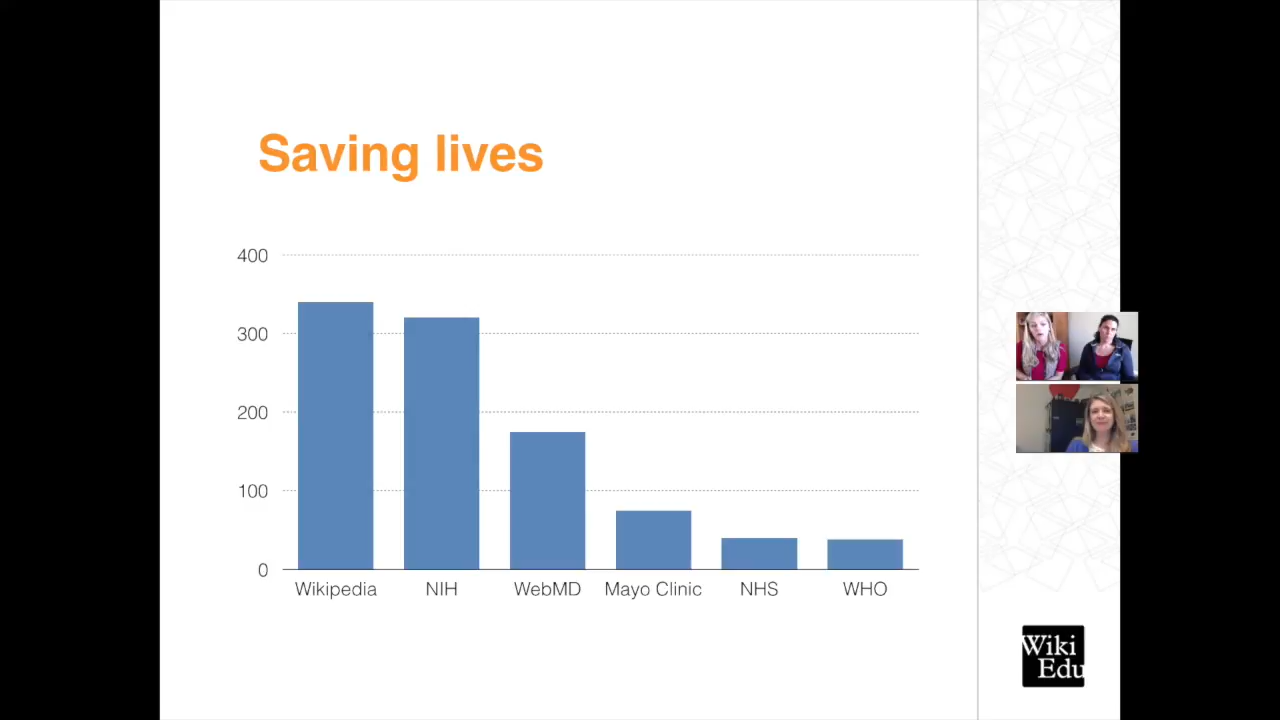 Saving lives
400
300
200
100
0
Wikipedia NIH WebMD Mayo Clinic NHS WHO
Wiki
Edu